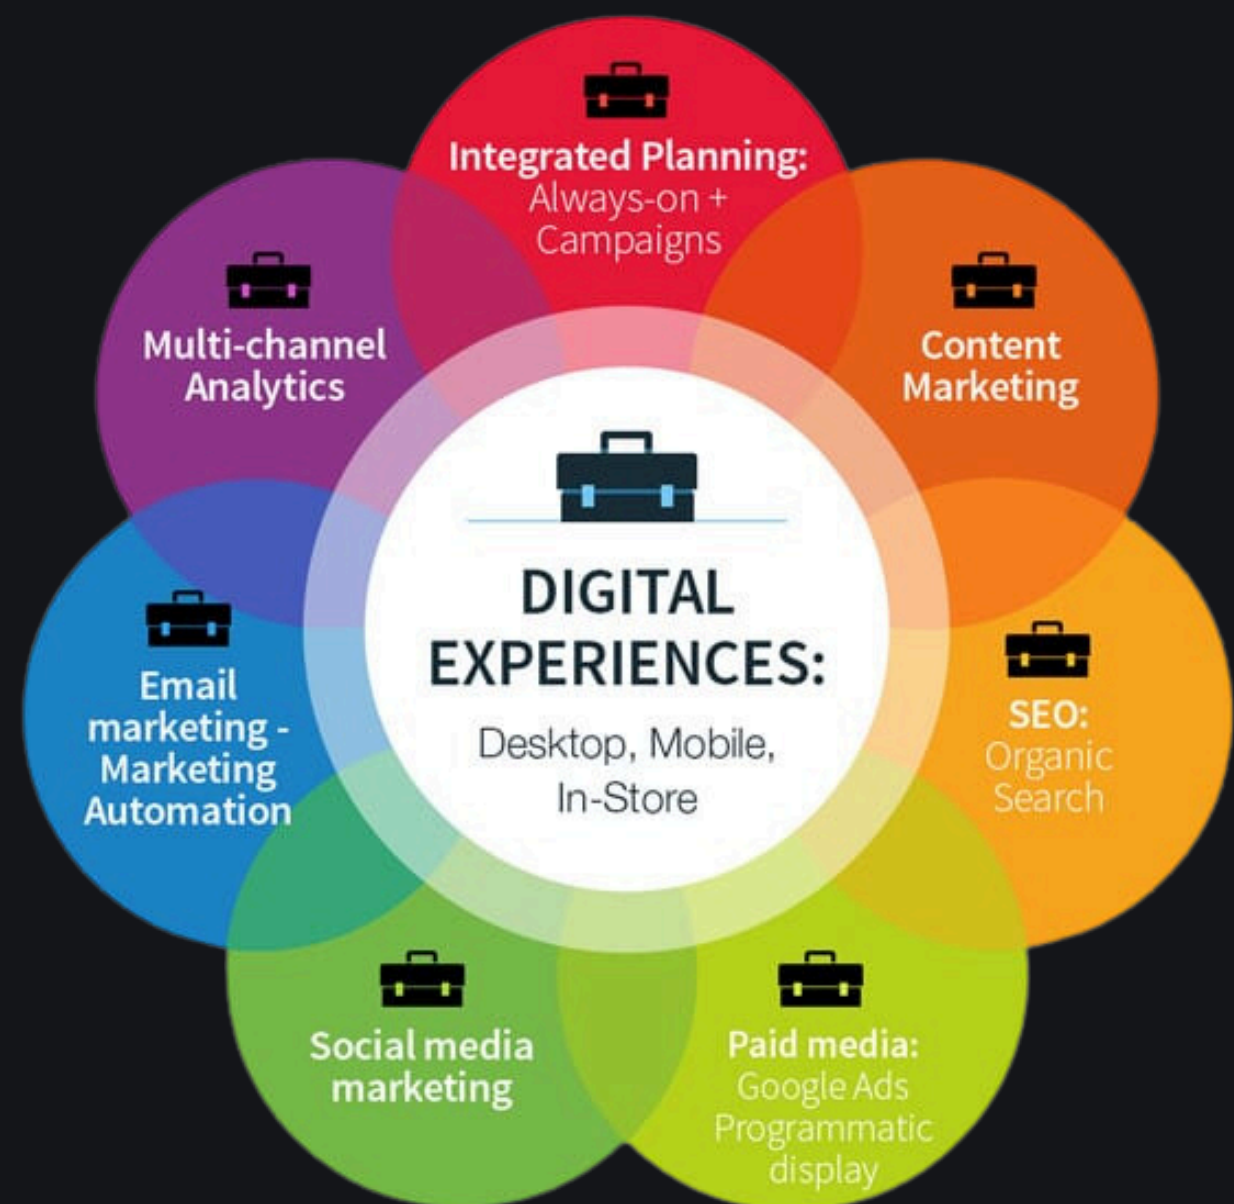 Integrated Planning:
Always-on +
Campaigns
Content
Marketing
SEO:
Organic
Search
Paid media:
Google Ads
Programmatic
display
Social media
marketing
Email
marketing -
Marketing
Automation
Multi-channel
Analytics
DIGITAL
EXPERIENCES:
Desktop, Mobile,
In-Store